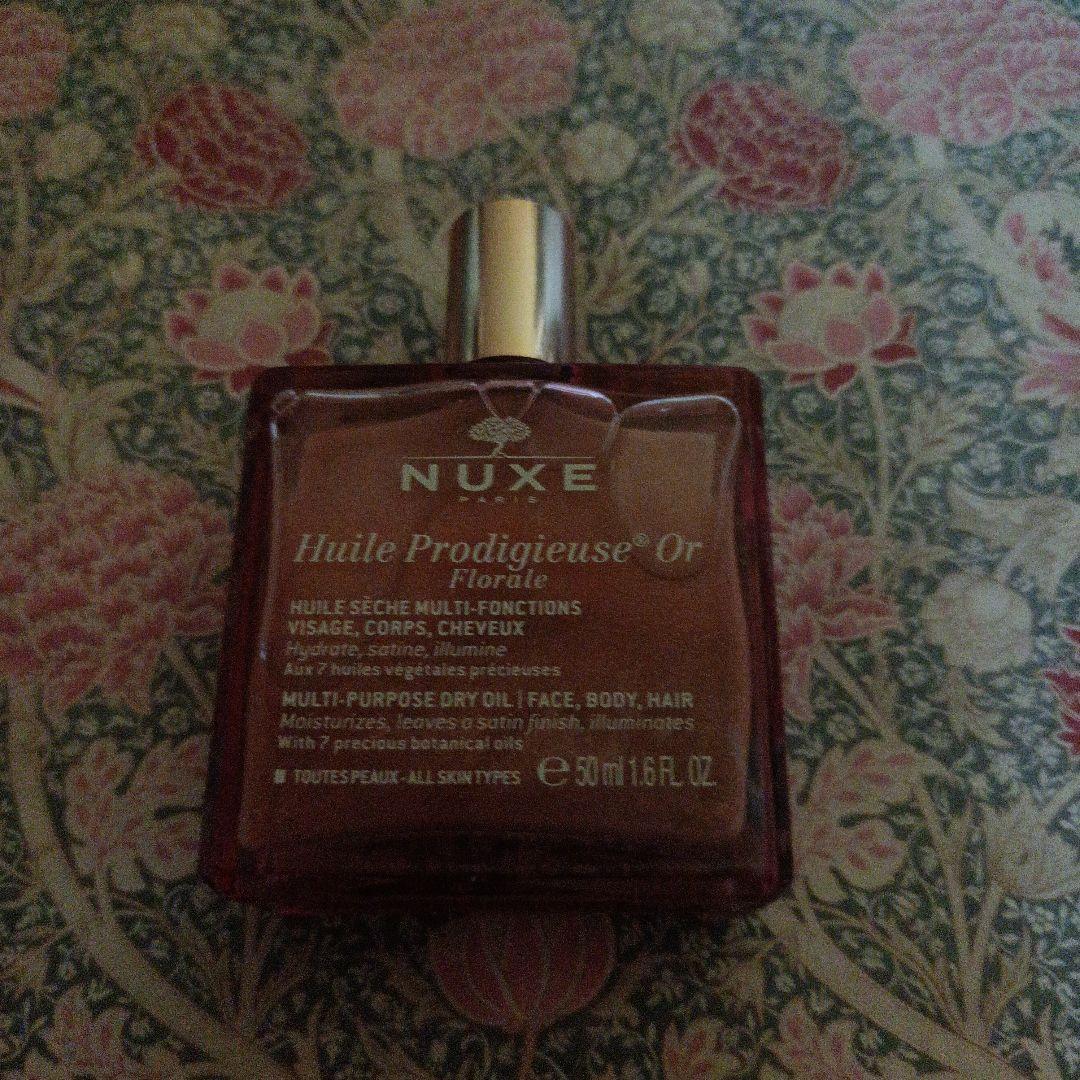 NUXE
PARIS
Huile Prodigieuse® Or
Florale
HUILE SÈCHE MULTI-FONCTIONS
VISAGE, CORPS, CHEVEUX
Hydrate, satine, illumine
Aux 7 huiles végétales précieuses
MULTI-PURPOSE DRY OIL | FACE, BODY, HAIR
Moisturizes, leaves a satin finish, illuminates
With 7 precious botanical oils
TOUTES PEAUX - ALL SKIN TYPES ℮ 50 ml 1.6 FL. OZ.